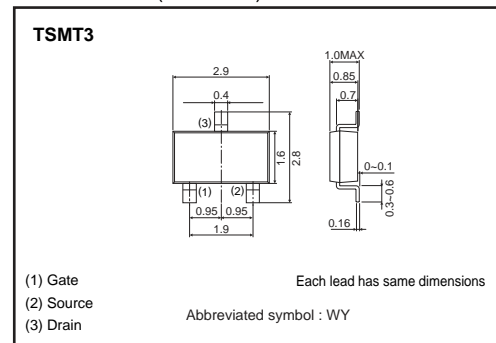 TSMT3
1.0MAX
2.9
0.85
0.4
0.7
(3)
1.6
2.8
0~0.1
(1)
(2)
0.3~0.6
0.95
0.95
0.16
1.9
(1) Gate
Each lead has same dimensions
(2) Source
Abbreviated symbol : WY
(3) Drain